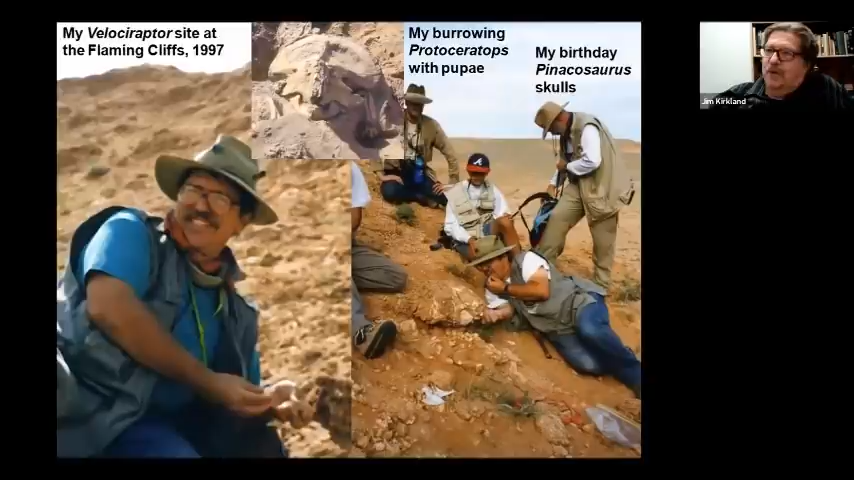 My Velociraptor site at
the Flaming Cliffs, 1997
My burrowing
Protoceratops
with pupae
My birthday
Pinacosaurus
skulls
A
Jim Kirkland